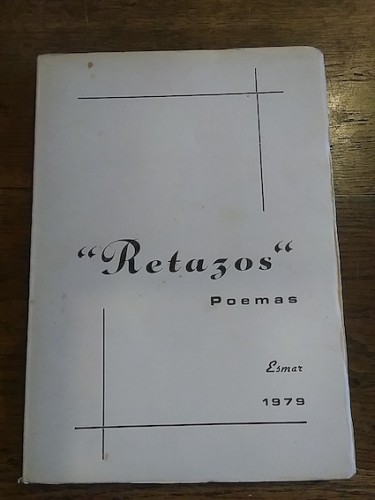 “Retazos“
Poemas
Esmar
1979